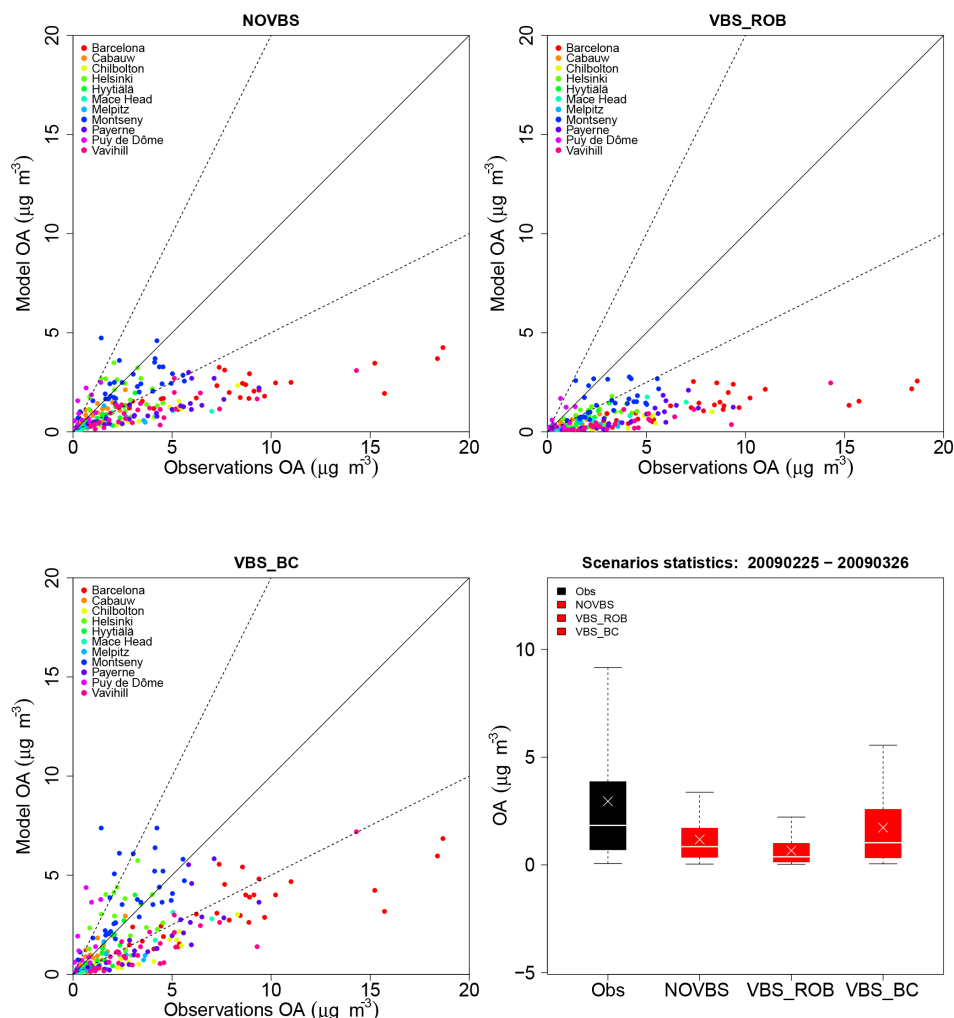 NOVBS
20
15
10
5
0
Model OA (μg m-3)
Barcelona
Cabauw
Chilbolton
Helsinki
Hyytiälä
Mace Head
Melpitz
Montseny
Payerne
Puy de Dôme
Vavihill
0 5 10 15 20
Observations OA (μg m-3)
VBS_ROB
20
15
10
5
0
Model OA (μg m-3)
Barcelona
Cabauw
Chilbolton
Helsinki
Hyytiälä
Mace Head
Melpitz
Montseny
Payerne
Puy de Dôme
Vavihill
0 5 10 15 20
Observations OA (μg m-3)
VBS_BC
20
15
10
5
0
Model OA (μg m-3)
Barcelona
Cabauw
Chilbolton
Helsinki
Hyytiälä
Mace Head
Melpitz
Montseny
Payerne
Puy de Dôme
Vavihill
0 5 10 15 20
Observations OA (μg m-3)
Scenarios statistics: 20090225 − 20090326
Obs
NOVBS
VBS_ROB
VBS_BC
10
5
0
−5
OA (μg m-3)
Obs NOVBS VBS_ROB VBS_BC